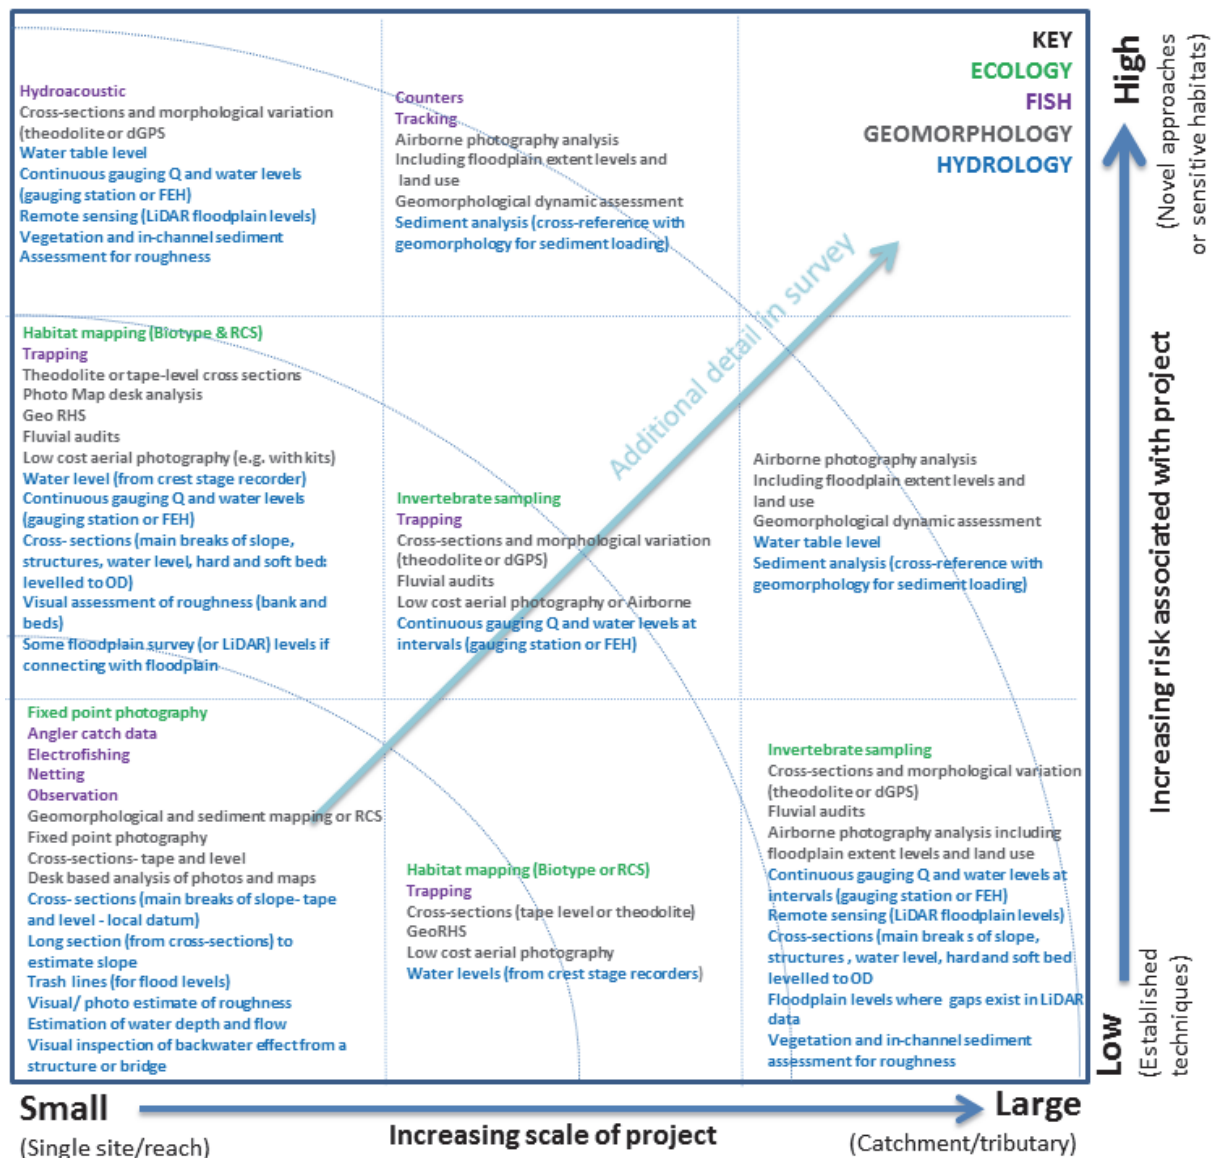 KEY
ECOLOGY
FISH
GEOMORPHOLOGY
HYDROLOGY
Hydroacoustic
Cross-sections and morphological variation
(theodolite or dGPS
Water table level
Continuous gauging Q and water levels
(gauging station or FEH)
Remote sensing (LiDAR floodplain levels)
Vegetation and in-channel sediment
Assessment for roughness
Counters
Tracking
Airborne photography analysis
Including floodplain extent levels and
land use
Geomorphological dynamic assessment
Sediment analysis (cross-reference with
geomorphology for sediment loading)
Additional detail in survey
Habitat mapping (Biotype & RCS)
Trapping
Theodolite or tape-level cross sections
Photo Map desk analysis
Geo RHS
Fluvial audits
Low cost aerial photography (e.g. with kits)
Water level (from crest stage recorder)
Continuous gauging Q and water levels
(gauging station or FEH)
Cross- sections (main breaks of slope,
structures, water level, hard and soft bed:
levelled to OD)
Visual assessment of roughness (bank and
beds)
Some floodplain survey (or LiDAR) levels if
connecting with floodplain
Invertebrate sampling
Trapping
Cross-sections and morphological variation
(theodolite or dGPS)
Fluvial audits
Low cost aerial photography or Airborne
Continuous gauging Q and water levels at
intervals (gauging station or FEH)
Airborne photography analysis
Including floodplain extent levels and
land use
Geomorphological dynamic assessment
Water table level
Sediment analysis (cross-reference with
geomorphology for sediment loading)
Fixed point photography
Angler catch data
Electrofishing
Netting
Observation
Geomorphological and sediment mapping or RCS
Fixed point photography
Cross-sections- tape and level
Desk based analysis of photos and maps
Cross- sections (main breaks of slope- tape
and level - local datum)
Long section (from cross-sections) to
estimate slope
Trash lines (for flood levels)
Visual/ photo estimate of roughness
Estimation of water depth and flow
Visual inspection of backwater effect from a
structure or bridge
Habitat mapping (Biotype or RCS)
Trapping
Cross-sections (tape level or theodolite)
GeoRHS
Low cost aerial photography
Water levels (from crest stage recorders)
Invertebrate sampling
Cross-sections and morphological variation
(theodolite or dGPS)
Fluvial audits
Airborne photography analysis including
floodplain extent levels and land use
Continuous gauging Q and water levels at
intervals (gauging station or FEH)
Remote sensing (LiDAR floodplain levels)
Cross-sections (main break s of slope,
structures , water level, hard and soft bed
levelled to OD
Floodplain levels where gaps exist in LiDAR
data
Vegetation and in-channel sediment
assessment for roughness
High
(Novel approaches
or sensitive habitats)
Increasing risk associated with project
Low
(Established
techniques)
Small
(Single site/reach)
Increasing scale of project
Large
(Catchment/tributary)